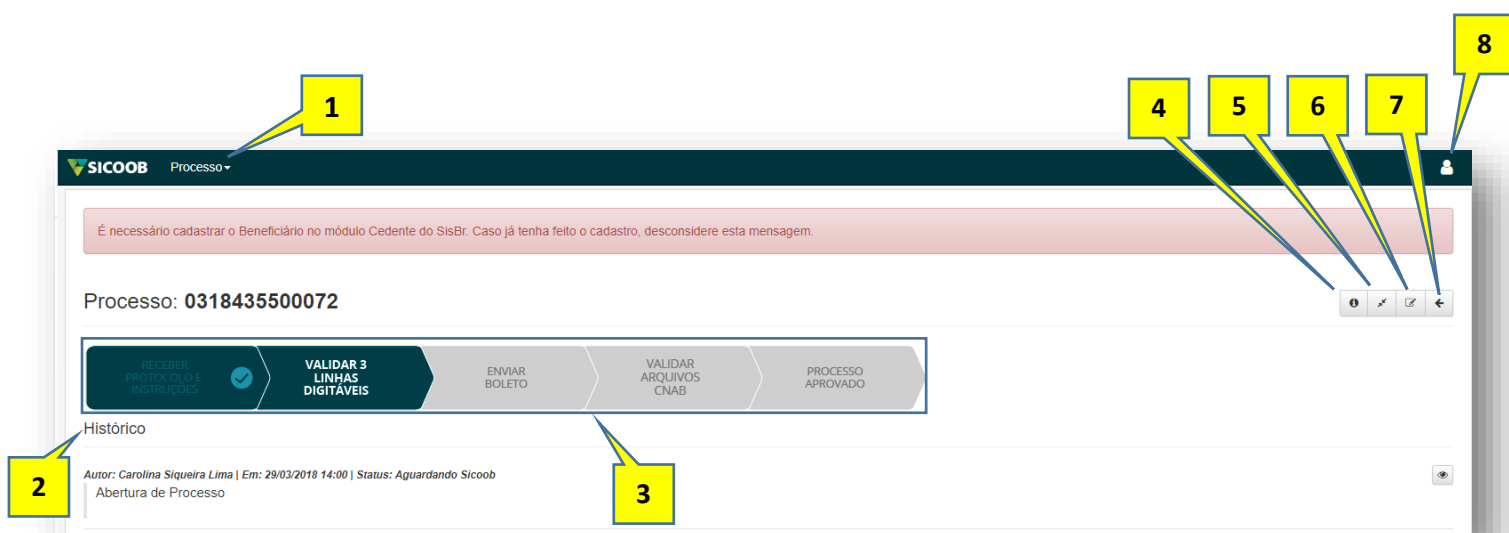 8
1
4
5
6
7
SICOOB Processo
É necessário cadastrar o Beneficiário no módulo Cedente do SisBr. Caso já tenha feito o cadastro, desconsidere esta mensagem.
Processo: 0318435500072
RECEBER
PROTOCOLO E
INSTRUÇÕES
VALIDAR 3
LINHAS
DIGITÁVEIS
ENVIAR
BOLETO
VALIDAR
ARQUIVOS
CNAB
PROCESSO
APROVADO
Histórico
Autor: Carolina Siqueira Lima | Em: 29/03/2018 14:00 | Status: Aguardando Sicoob
Abertura de Processo
2
3